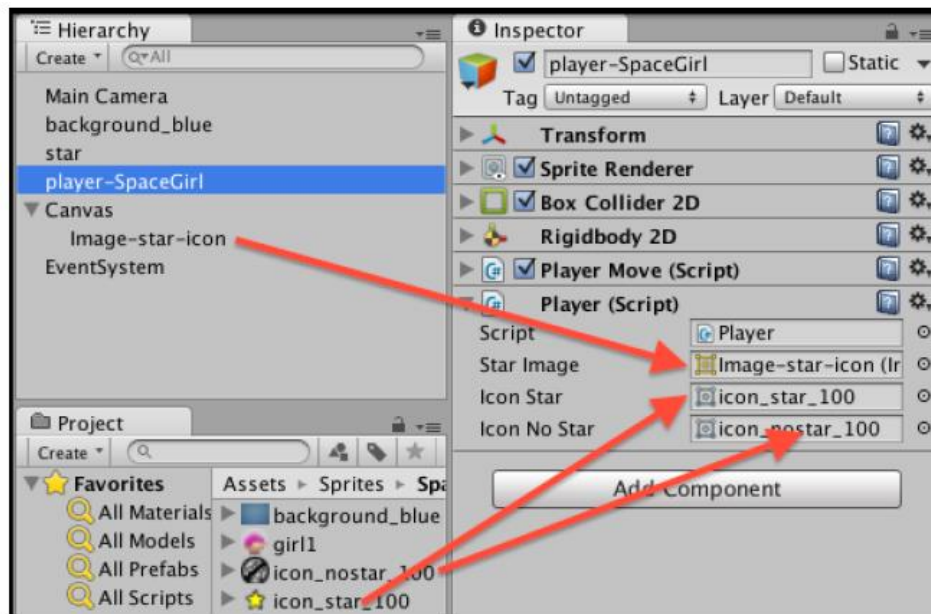 Hierarchy
Create
All
Main Camera
background_blue
star
player-SpaceGirl
Canvas
Image-star-icon
EventSystem
Project
Create
Favorites
All Materials
All Models
All Prefabs
All Scripts
Assets Sprites Spa
background_blue
girl1
icon_nostar_100
icon_star_100
Inspector
player-SpaceGirl Static
Tag Untagged Layer Default
Transform
Sprite Renderer
Box Collider 2D
Rigidbody 2D
Player Move (Script)
Player (Script)
Script Player
Star Image Image-star-icon (Ir
Icon Star icon_star_100
Icon No Star icon_nostar_100
Add Component